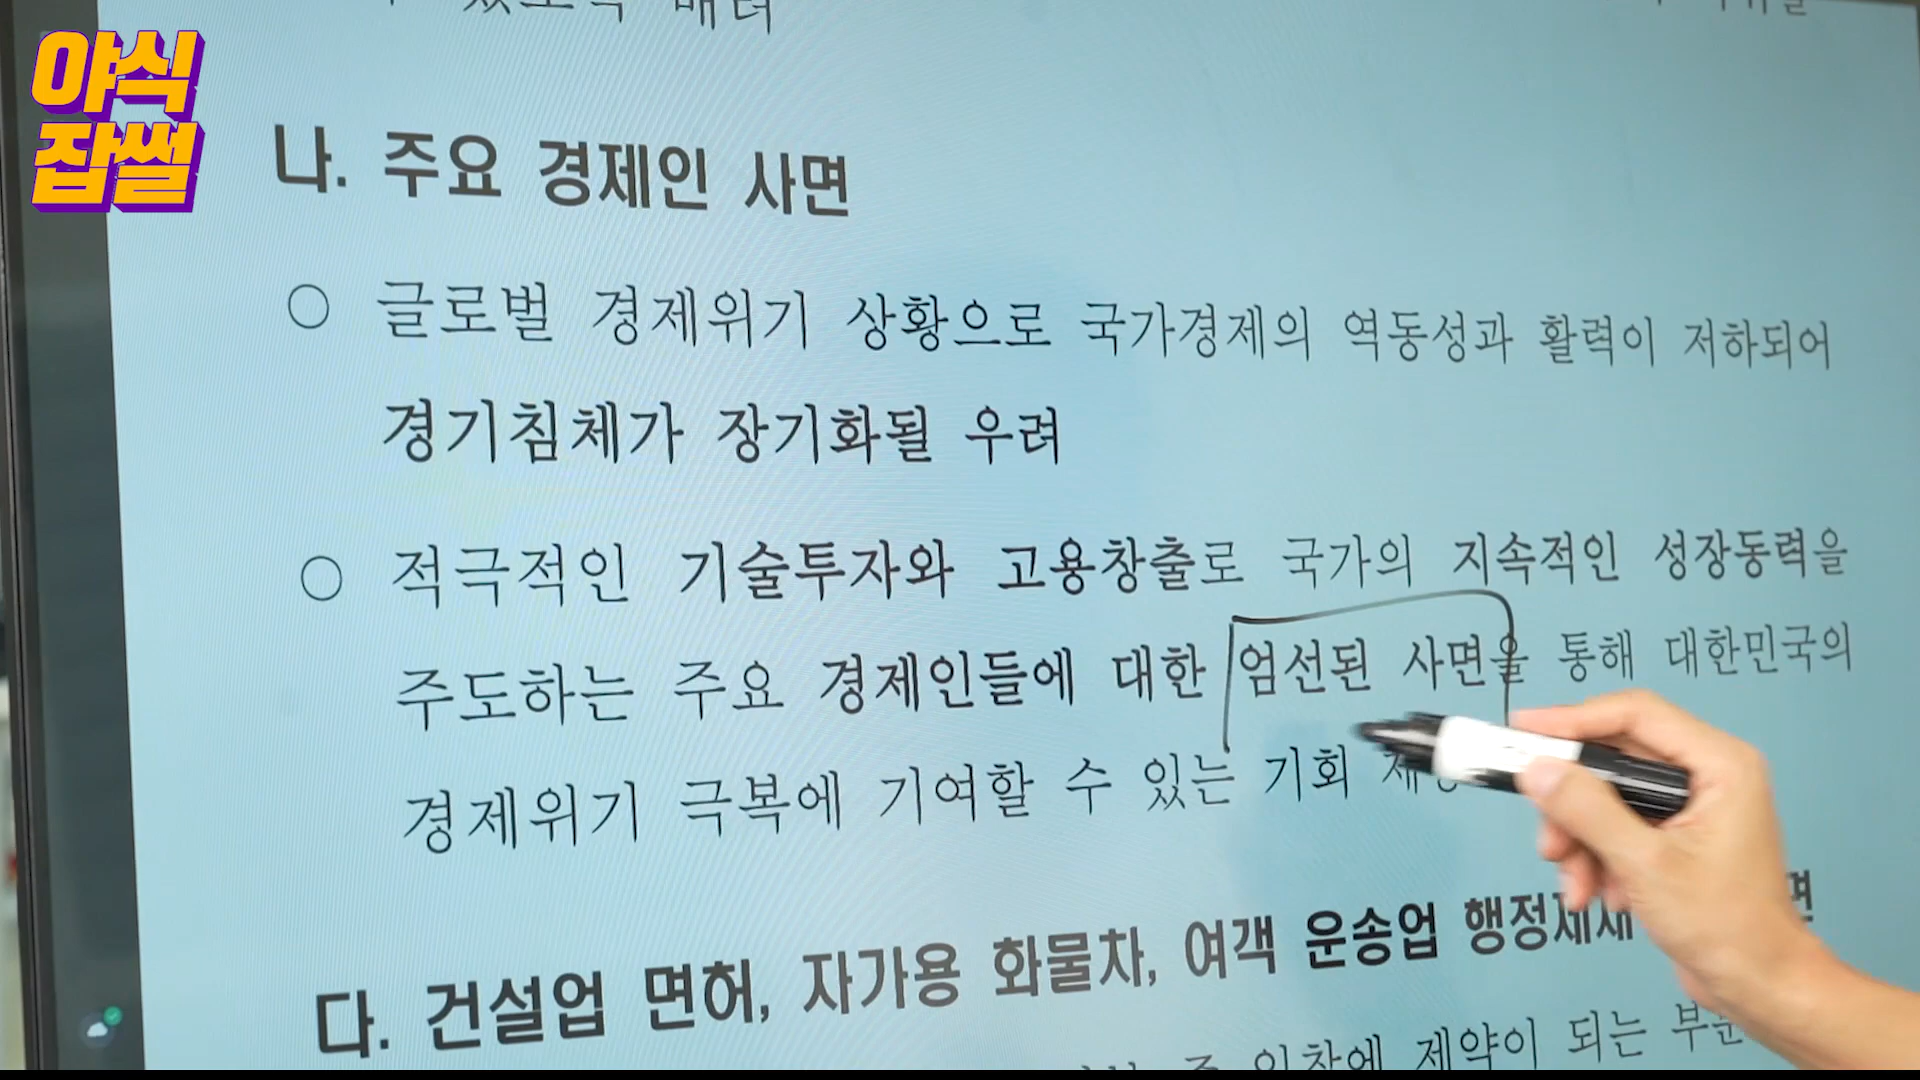 야식
잡썰
있도록 배려
나. 주요 경제인 사면
○ 글로벌 경제위기 상황으로 국가경제의 역동성과 활력이 저하되어
경기침체가 장기화될 우려
○ 적극적인 기술투자와 고용창출로 국가의 지속적인 성장동력을
주도하는 주요 경제인들에 대한 엄선된 사면을 통해 대한민국의
경제위기 극복에 기여할 수 있는 기회
다. 건설업 면허, 자가용 화물차, 여객 운송업 행정제재
제약이 되는